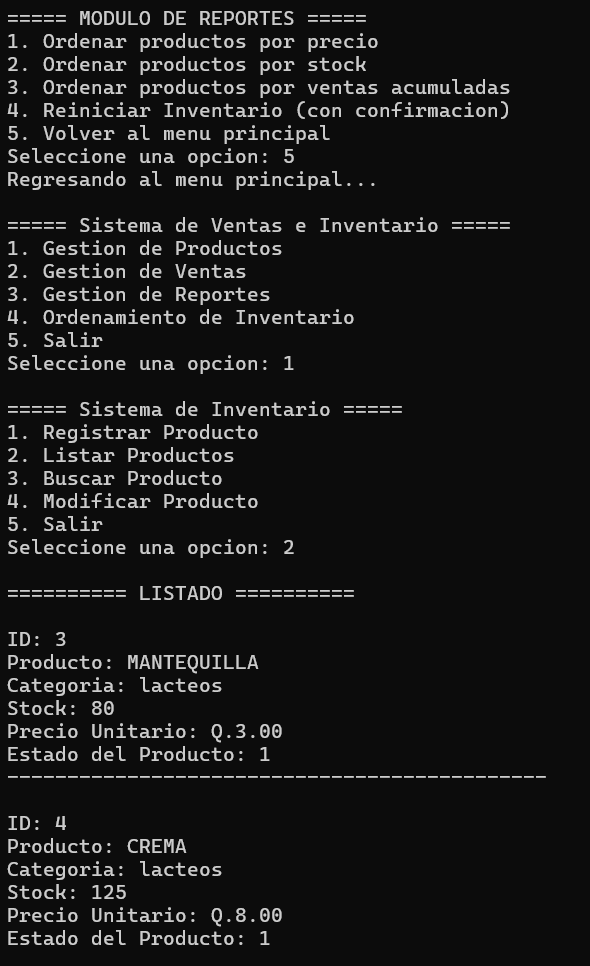 ===== MODULO DE REPORTES =====
1. Ordenar productos por precio
2. Ordenar productos por stock
3. Ordenar productos por ventas acumuladas
4. Reiniciar Inventario (con confirmacion)
5. Volver al menu principal
Seleccione una opcion: 5
Regresando al menu principal...
===== Sistema de Ventas e Inventario =====
1. Gestion de Productos
2. Gestion de Ventas
3. Gestion de Reportes
4. Ordenamiento de Inventario
5. Salir
Seleccione una opcion: 1
===== Sistema de Inventario =====
1. Registrar Producto
2. Listar Productos
3. Buscar Producto
4. Modificar Producto
5. Salir
Seleccione una opcion: 2
========== LISTADO ==========
ID: 3
Producto: MANTEQUILLA
Categoria: lacteos
Stock: 80
Precio Unitario: Q.3.00
Estado del Producto: 1
---------------------------------------------
ID: 4
Producto: CREMA
Categoria: lacteos
Stock: 125
Precio Unitario: Q.8.00
Estado del Producto: 1